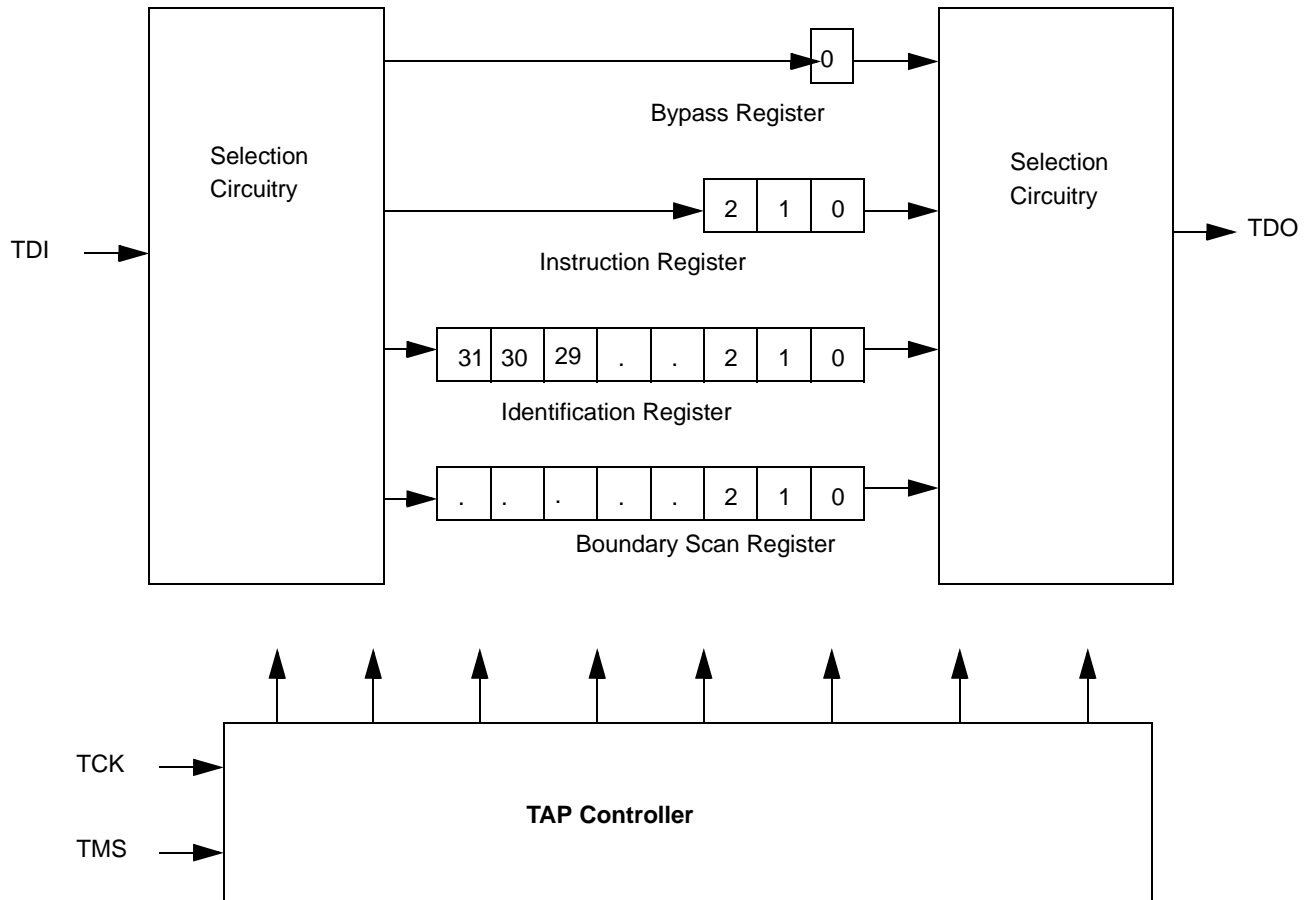 0
Bypass Register
Selection
Circuitry
Selection
Circuitry
2 1 0
TDI
TDO
Instruction Register
31 30 29 . . 2 1 0
Identification Register
. . . . . 2 1 0
Boundary Scan Register
TCK
TAP Controller
TMS